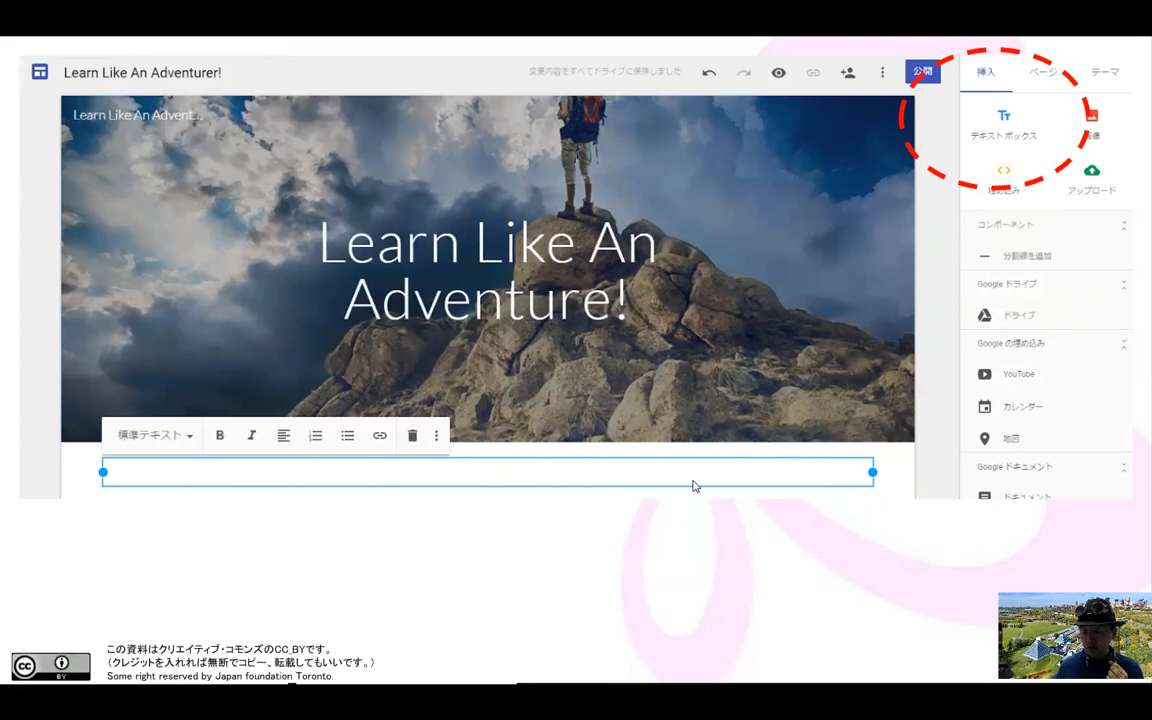 Learn Like An Adventurer!
変更内容をすべてドライブに保存しました
公開
挿入
ページ
テーマ
Learn Like An Advent...
テキスト ボックス
画像
埋め込み
アップロード
コンポーネント
分割線を追加
Google ドライブ
ドライブ
Google の埋め込み
YouTube
カレンダー
地図
Google ドキュメント
ドキュメント
Learn Like An
Adventure!
標準テキスト
B
I
この資料はクリエイティブ・コモンズのCC_BYです。
(クレジットを入れれば無断でコピー、転載してもいいです。)
Some right reserved by Japan foundation Toronto.
CC
BY